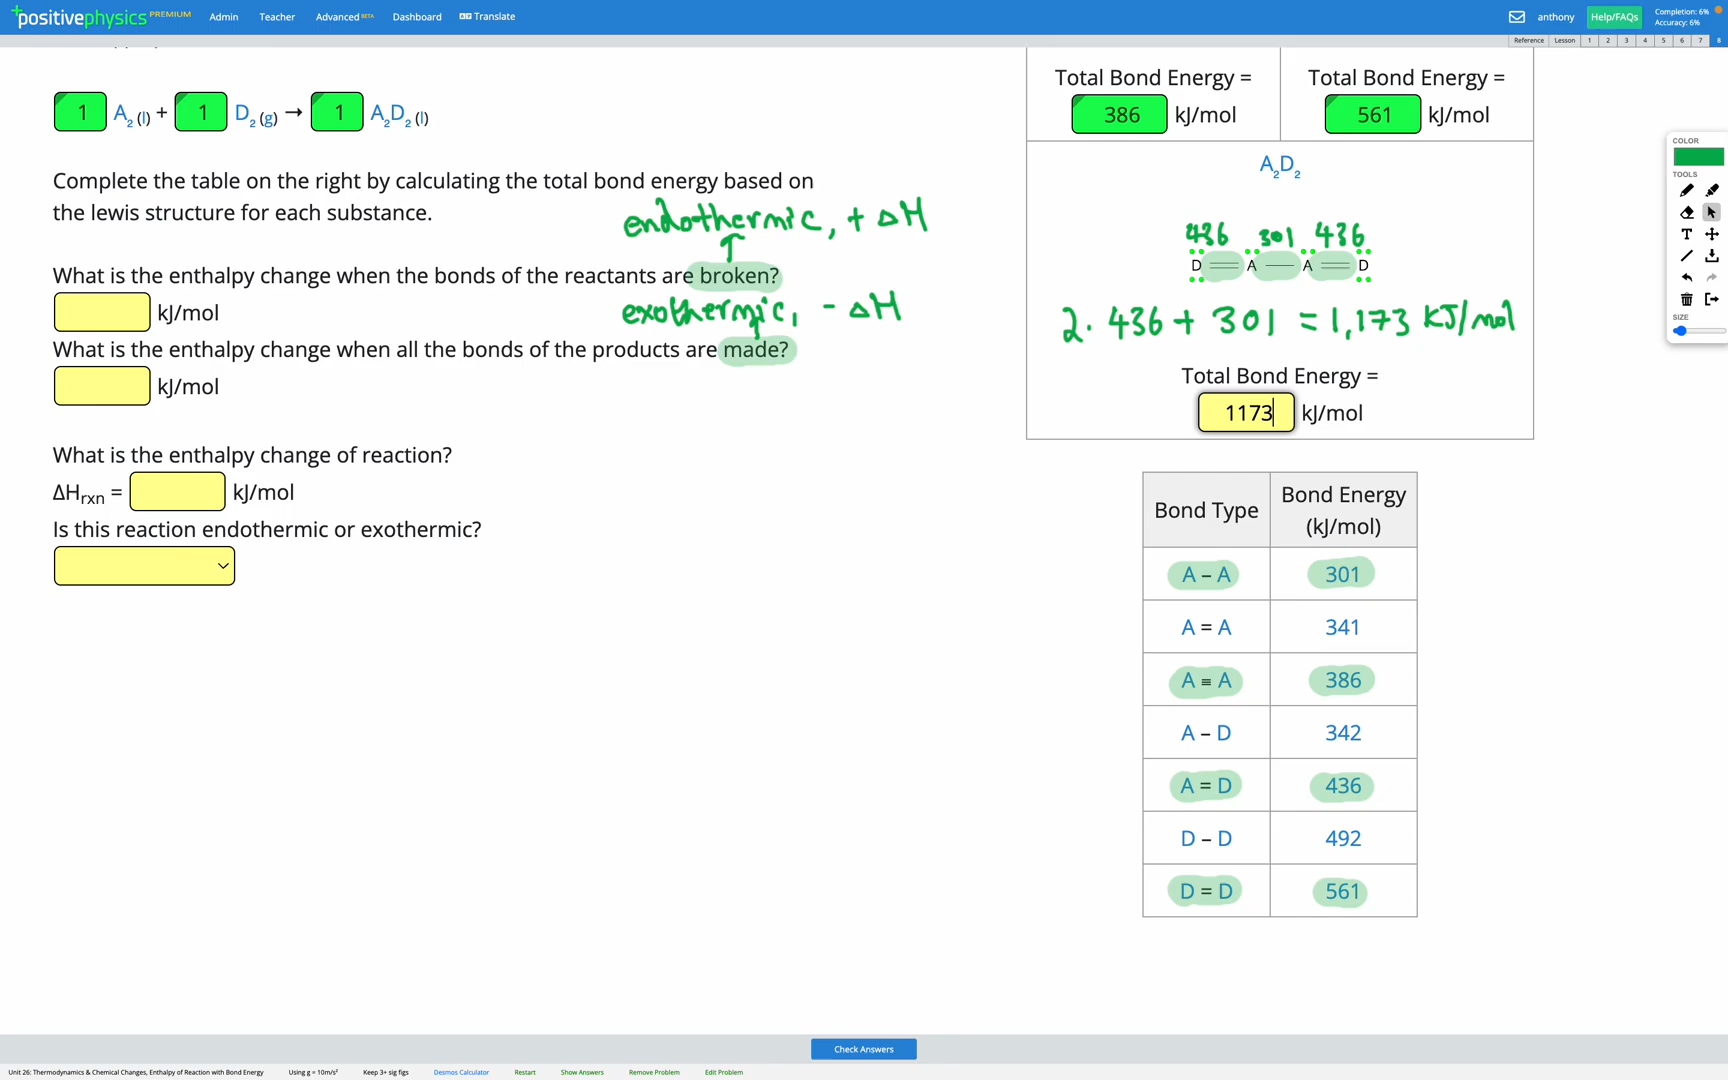 +positivephysics PREMIUM Admin Teacher Advanced BETA Dashboard Translate anthony Help/FAQs Completion: 6%
Accuracy: 6%
Reference Lesson 1 2 3 4 5 6 7 8
1 A₂ (l) + 1 D₂ (g) → 1 A₂D₂ (l)
Complete the table on the right by calculating the total bond energy based on
the lewis structure for each substance.
endothermic, + ΔH
What is the enthalpy change when the bonds of the reactants are broken?
kJ/mol
exothermic, - ΔH
What is the enthalpy change when all the bonds of the products are made?
kJ/mol
What is the enthalpy change of reaction?
ΔHrxn = kJ/mol
Is this reaction endothermic or exothermic?
Total Bond Energy =
386 kJ/mol
Total Bond Energy =
561 kJ/mol
A₂D₂
436 301 436
D A A D
2. 436 + 301 = 1,173 KJ/mol
Total Bond Energy =
1173 kJ/mol
Bond Type Bond Energy
(kJ/mol)
A – A 301
A = A 341
A ≡ A 386
A – D 342
A = D 436
D – D 492
D = D 561
COLOR
TOOLS
T
SIZE
Check Answers
Unit 26: Thermodynamics & Chemical Changes, Enthalpy of Reaction with Bond Energy Using g = 10m/s² Keep 3+ sig figs Desmos Calculator Restart Show Answers Remove Problem Edit Problem